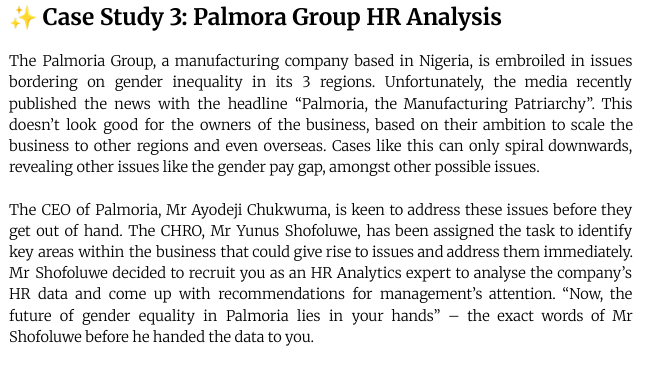 ✨ Case Study 3: Palmora Group HR Analysis
The Palmoria Group, a manufacturing company based in Nigeria, is embroiled in issues
bordering on gender inequality in its 3 regions. Unfortunately, the media recently
published the news with the headline “Palmoria, the Manufacturing Patriarchy”. This
doesn’t look good for the owners of the business, based on their ambition to scale the
business to other regions and even overseas. Cases like this can only spiral downwards,
revealing other issues like the gender pay gap, amongst other possible issues.
The CEO of Palmoria, Mr Ayodeji Chukwuma, is keen to address these issues before they
get out of hand. The CHRO, Mr Yunus Shofoluwe, has been assigned the task to identify
key areas within the business that could give rise to issues and address them immediately.
Mr Shofoluwe decided to recruit you as an HR Analytics expert to analyse the company’s
HR data and come up with recommendations for management’s attention. “Now, the
future of gender equality in Palmoria lies in your hands” – the exact words of Mr
Shofoluwe before he handed the data to you.